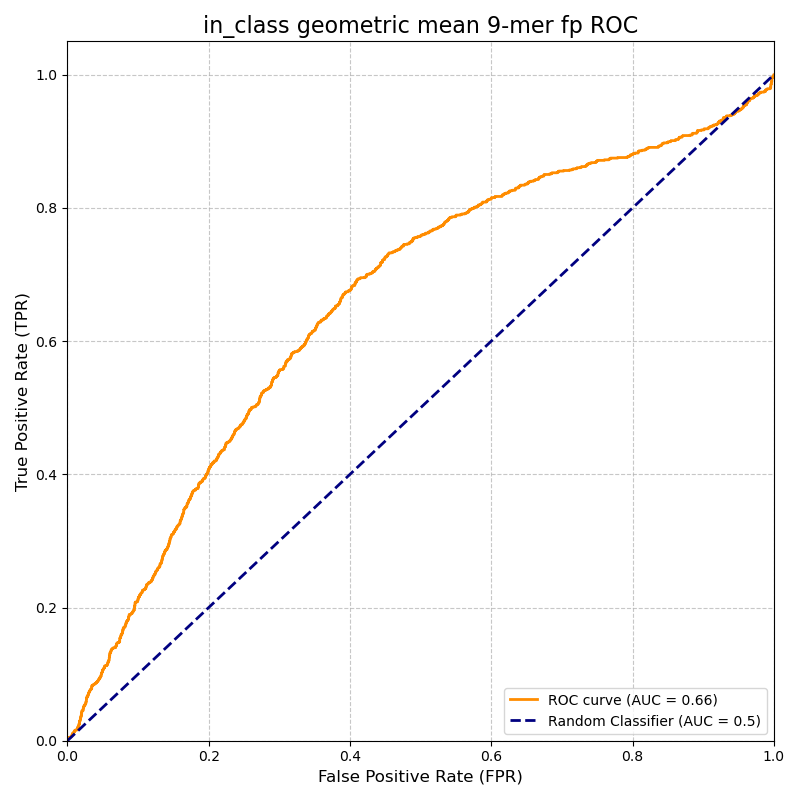 in_class geometric mean 9-mer fp ROC
True Positive Rate (TPR)
1.0
0.8
0.6
0.4
0.2
0.0
0.0 0.2 0.4 0.6 0.8 1.0
False Positive Rate (FPR)
ROC curve (AUC = 0.66)
Random Classifier (AUC = 0.5)